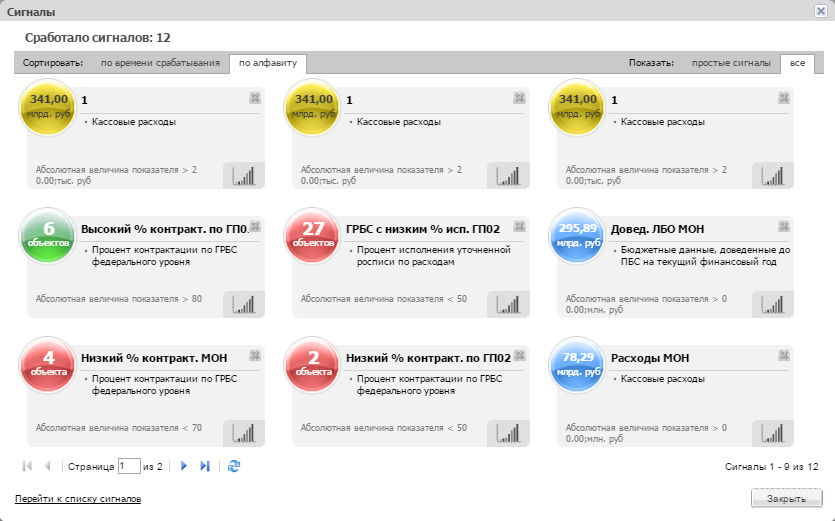 Сигналы
Сработало сигналов: 12
Сортировать: по времени срабатывания по алфавиту Показать: простые сигналы все
341,00 млрд. руб
1
• Кассовые расходы
Абсолютная величина показателя > 2
0.00;тыс. руб
341,00 млрд. руб
1
• Кассовые расходы
Абсолютная величина показателя > 2
0.00;тыс. руб
341,00 млрд. руб
1
• Кассовые расходы
Абсолютная величина показателя > 2
0.00;тыс. руб
6 объектов
Высокий % контракт. по ГП0
• Процент контрактации по ГРБС
федерального уровня
Абсолютная величина показателя > 80
27 объектов
ГРБС с низким % исп. ГП02
• Процент исполнения уточненной
росписи по расходам
Абсолютная величина показателя < 50
295,89 млрд. руб
Довед. ЛБО МОН
• Бюджетные данные, доведенные до
ПБС на текущий финансовый год
Абсолютная величина показателя > 0
0.00;млн. руб
4 объекта
Низкий % контракт. МОН
• Процент контрактации по ГРБС
федерального уровня
Абсолютная величина показателя < 70
2 объекта
Низкий % контракт. по ГП02
• Процент контрактации по ГРБС
федерального уровня
Абсолютная величина показателя < 50
78,29 млрд. руб
Расходы МОН
• Кассовые расходы
Абсолютная величина показателя > 0
0.00;млн. руб
Страница 1 из 2 Сигналы 1 - 9 из 12
Перейти к списку сигналов Закрыть